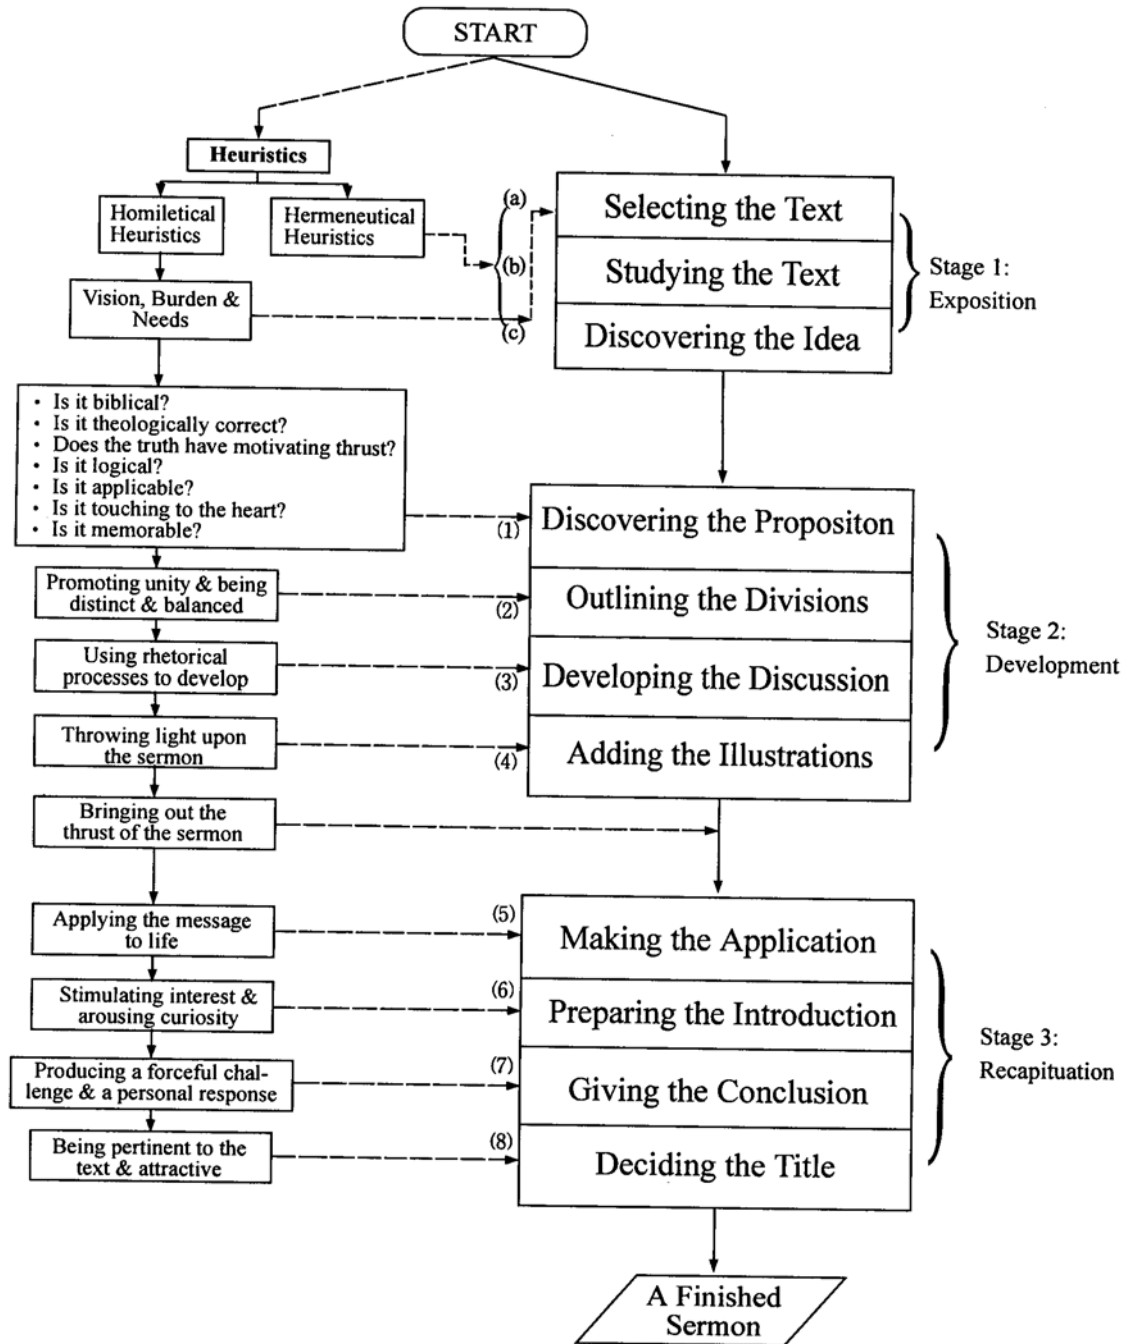 START
Heuristics
Homiletical
Heuristics
Hermeneutical
Heuristics
Vision, Burden &
Needs
(a)
(b)
(c)
Selecting the Text
Studying the Text
Discovering the Idea
Stage 1:
Exposition
• Is it biblical?
• Is it theologically correct?
• Does the truth have motivating thrust?
• Is it logical?
• Is it applicable?
• Is it touching to the heart?
• Is it memorable?
(1)
Discovering the Propositon
Promoting unity & being
distinct & balanced
(2)
Outlining the Divisions
Using rhetorical
processes to develop
(3)
Developing the Discussion
Throwing light upon
the sermon
(4)
Adding the Illustrations
Stage 2:
Development
Bringing out the
thrust of the sermon
Applying the message
to life
(5)
Making the Application
Stimulating interest &
arousing curiosity
(6)
Preparing the Introduction
Producing a forceful chal-
lenge & a personal response
(7)
Giving the Conclusion
Being pertinent to the
text & attractive
(8)
Deciding the Title
Stage 3:
Recapituation
A Finished
Sermon